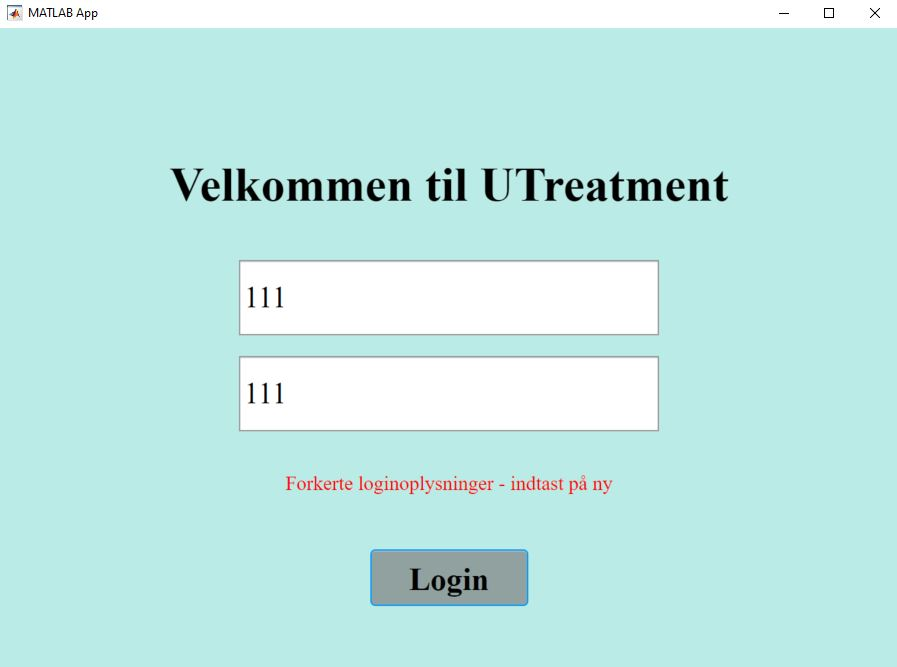 MATLAB App
Velkommen til UTreatment
111
111
Forkerte loginoplysninger - indtast på ny
Login